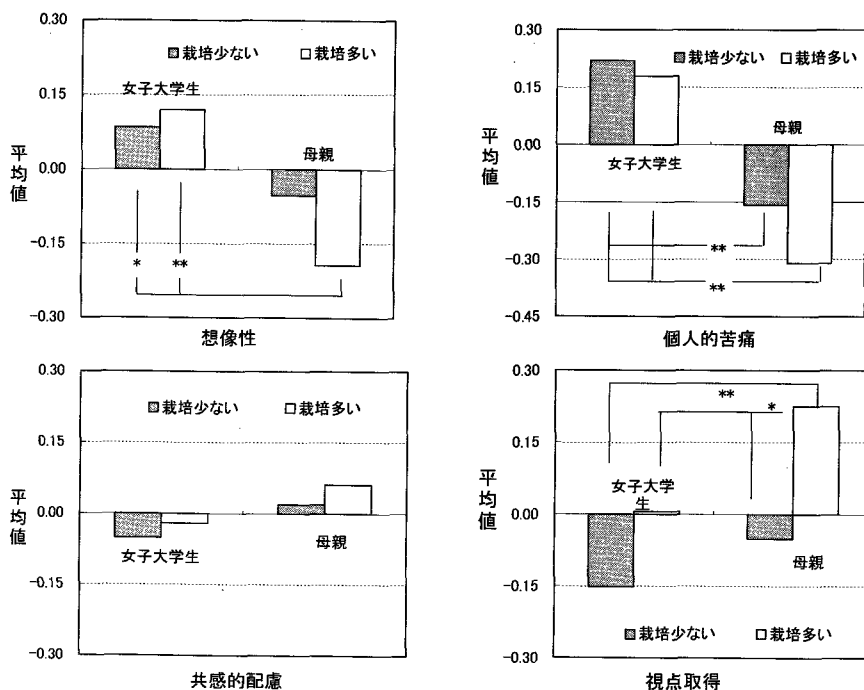 0.30
栽培少ない 栽培多い
女子大学生
0.15
平均値
0.00
母親
-0.15
* **
-0.30
想像性
0.30
栽培少ない 栽培多い
0.15
平均値
母親
0.00
女子大学生
-0.15
**
-0.30
**
-0.45
個人的苦痛
0.30
栽培少ない 栽培多い
0.15
平均値
0.00
女子大学生 母親
-0.15
-0.30
共感的配慮
0.30
** *
0.15
平均値
女子大学
生
0.00
母親
-0.15
栽培少ない 栽培多い
-0.30
視点取得